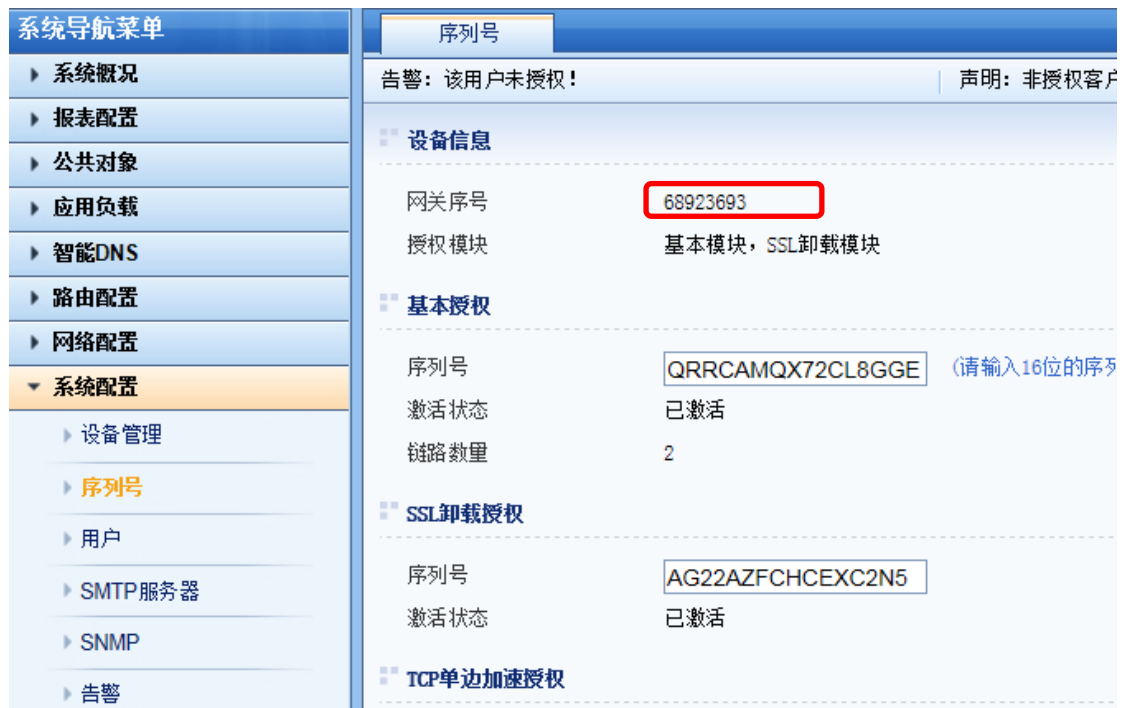 系统导航菜单
系统概况
报表配置
公共对象
应用负载
智能DNS
路由配置
网络配置
系统配置
设备管理
序列号
用户
SMTP服务器
SNMP
告警
序列号
告警：该用户未授权！
声明：非授权客户
设备信息
网关序号 68923693
授权模块 基本模块，SSL卸载模块
基本授权
序列号 QRRCAMQX72CL8GGE (请输入16位的序列
激活状态 已激活
链路数量 2
SSL卸载授权
序列号 AG22AZFCHCEXC2N5
激活状态 已激活
TCP单边加速授权